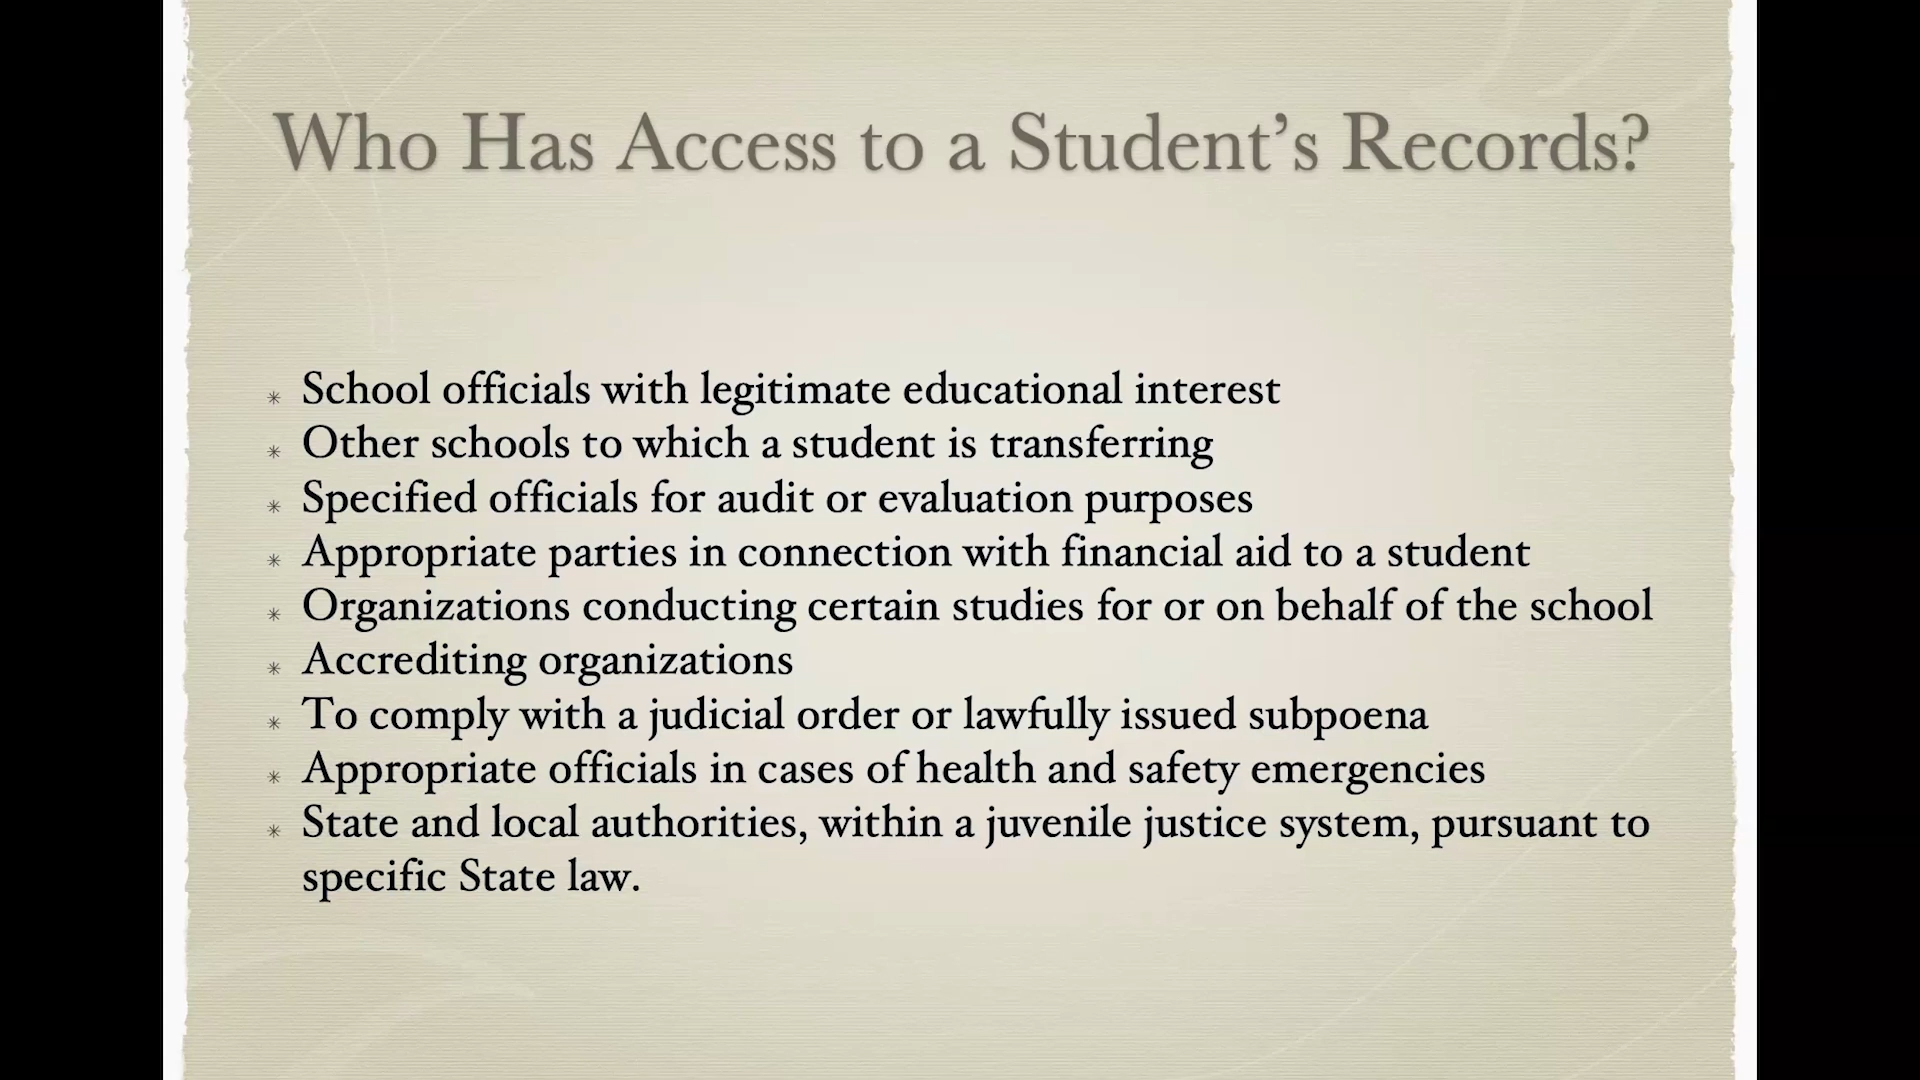 Who Has Access to a Student’s Records?
* School officials with legitimate educational interest
* Other schools to which a student is transferring
* Specified officials for audit or evaluation purposes
* Appropriate parties in connection with financial aid to a student
* Organizations conducting certain studies for or on behalf of the school
* Accrediting organizations
* To comply with a judicial order or lawfully issued subpoena
* Appropriate officials in cases of health and safety emergencies
* State and local authorities, within a juvenile justice system, pursuant to
specific State law.